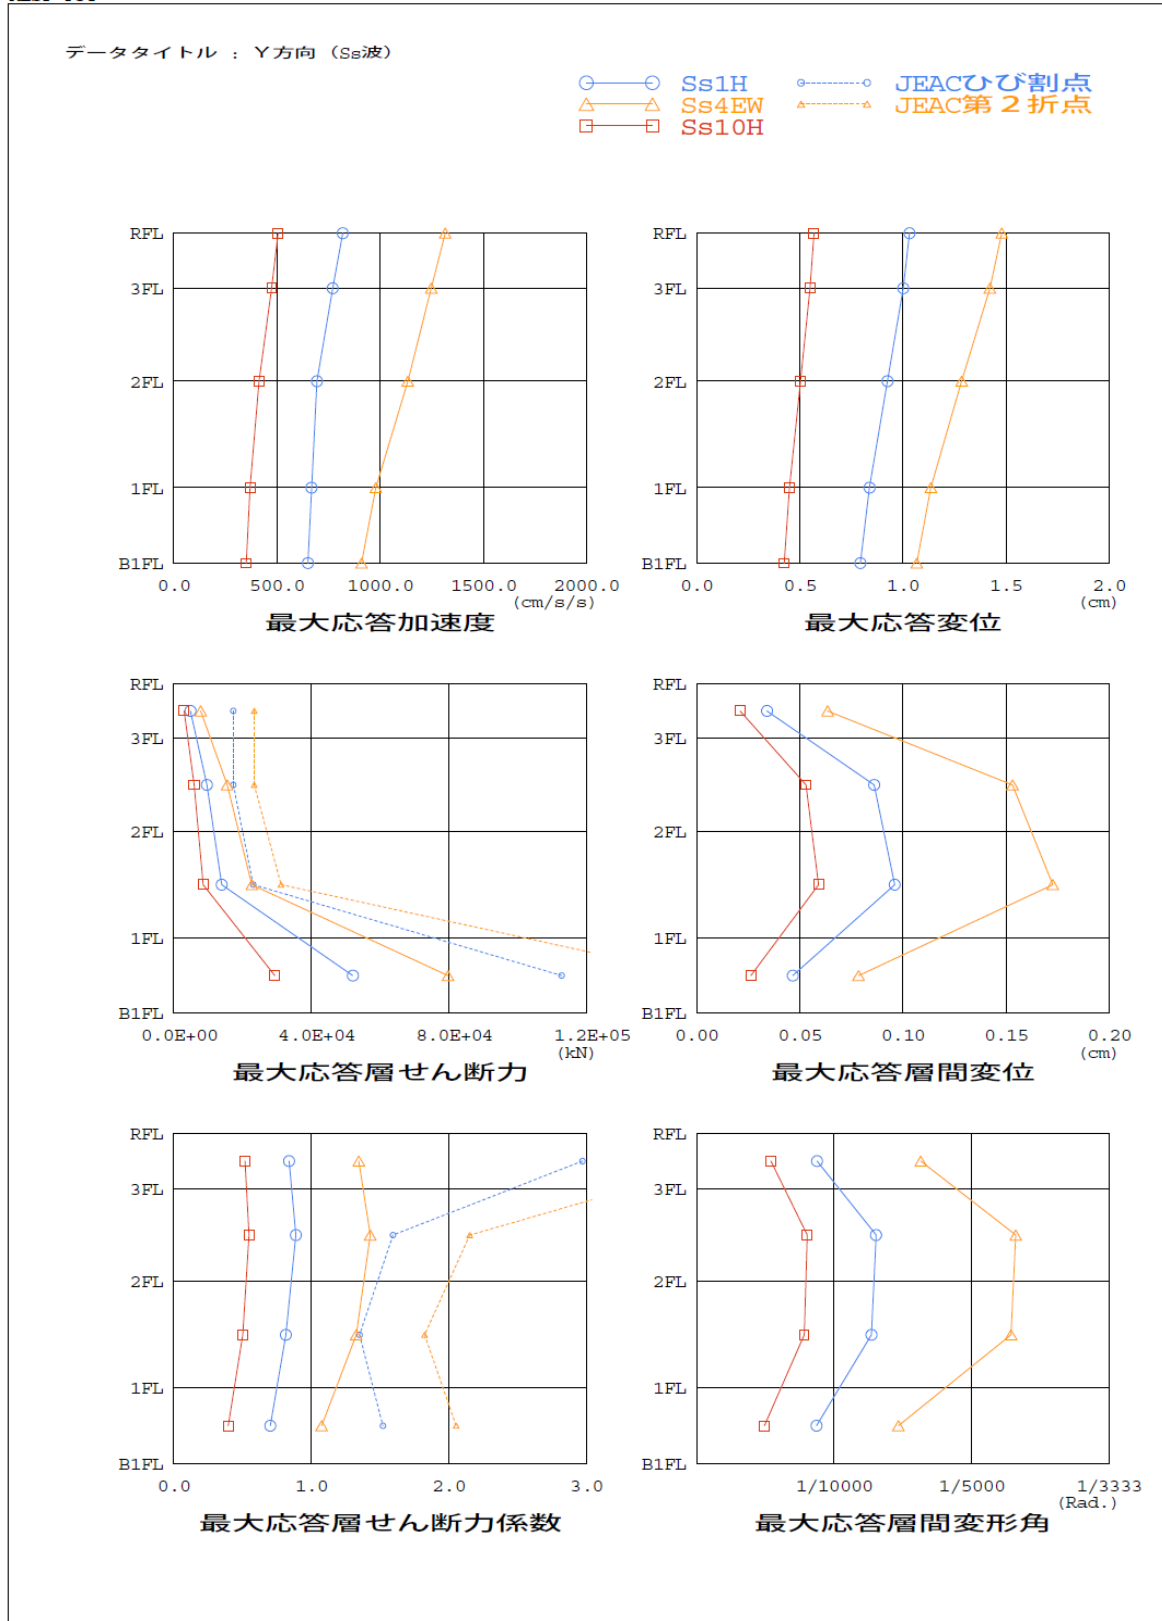 データタイトル : Y方向 (Ss波)
Ss1H JEACひび割点
Ss4EW JEAC第2折点
Ss10H
RFL RFL
3FL 3FL
2FL 2FL
1FL 1FL
B1FL B1FL
0.0 500.0 1000.0 1500.0 2000.0 0.0 0.5 1.0 1.5 2.0
(cm/s/s) (cm)
最大応答加速度 最大応答変位
RFL RFL
3FL 3FL
2FL 2FL
1FL 1FL
B1FL B1FL
0.0E+00 4.0E+04 8.0E+04 1.2E+05 0.00 0.05 0.10 0.15 0.20
(kN) (cm)
最大応答層せん断力 最大応答層間変位
RFL RFL
3FL 3FL
2FL 2FL
1FL 1FL
B1FL B1FL
0.0 1.0 2.0 3.0 1/10000 1/5000 1/3333
(Rad.)
最大応答層せん断力係数 最大応答層間変形角